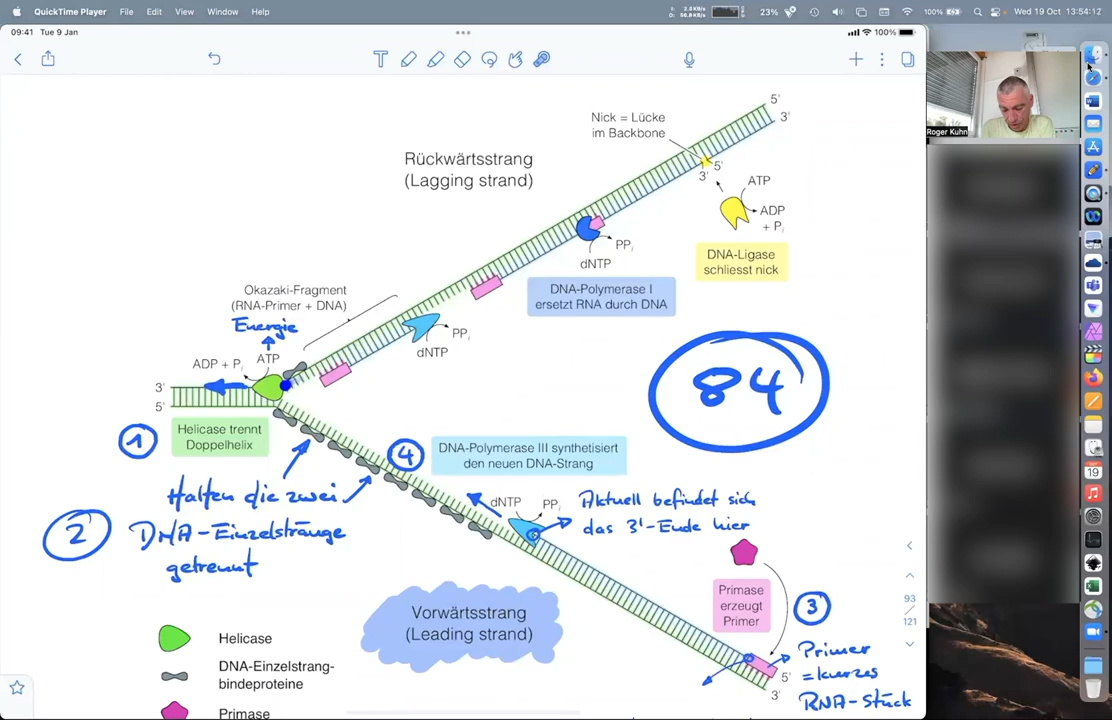 QuickTime Player File Edit View Window Help
23% 100% Wed 19 Oct 13:54:12
09:41 Tue 9 Jan
100%
Roger Kuhn
5'
3'
Nick = Lücke
im Backbone
Rückwärtsstrang
(Lagging strand)
5'
3'
ATP
ADP
+ Pi
PPi
dNTP
DNA-Ligase
schliesst nick
DNA-Polymerase I
ersetzt RNA durch DNA
Okazaki-Fragment
(RNA-Primer + DNA)
Energie
PPi
dNTP
ADP + Pi
ATP
84
3'
5'
Helicase trennt
Doppelhelix
1
4
DNA-Polymerase III synthetisiert
den neuen DNA-Strang
Halten die zwei
DNA-Einzelstränge
getrennt
2
dNTP
PPi
Aktuell befindet sich
das 3'-Ende hier
Primase
erzeugt
Primer
3
93
121
Vorwärtsstrang
(Leading strand)
Primer
= kurzes
RNA-Stück
5'
3'
Helicase
DNA-Einzelstrang-
bindeproteine
Primase
19